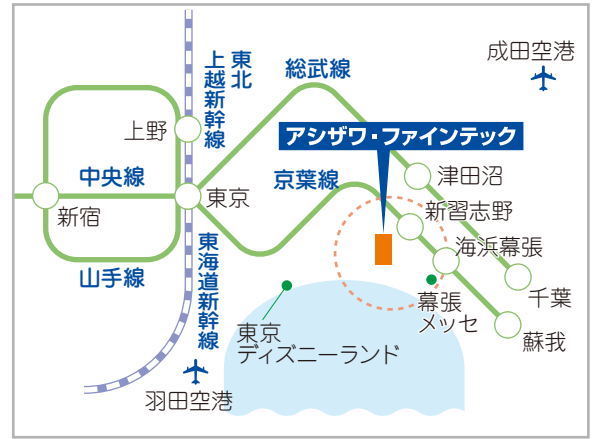 成田空港
東北
上越新幹線
総武線
上野
アシザワ・ファインテック
中央線
新宿
東京
京葉線
津田沼
新習志野
山手線
東海道新幹線
海浜幕張
千葉
幕張
メッセ
蘇我
東京
ディズニーランド
羽田空港